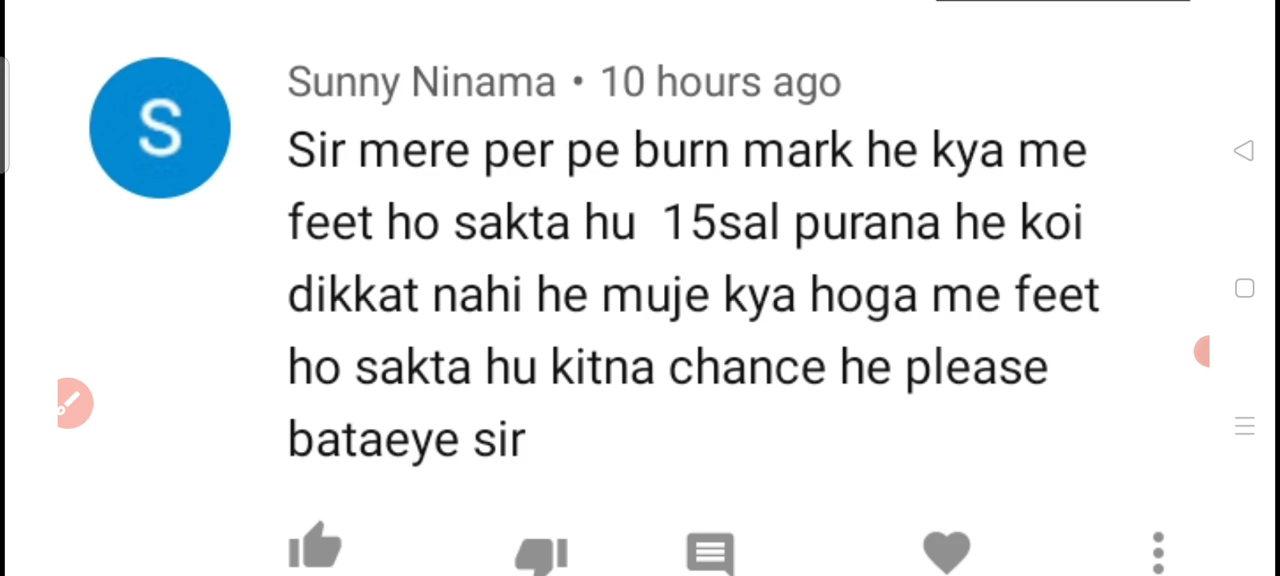 S
Sunny Ninama • 10 hours ago
Sir mere per pe burn mark he kya me
feet ho sakta hu  15sal purana he koi
dikkat nahi he muje kya hoga me feet
ho sakta hu kitna chance he please
bataeye sir